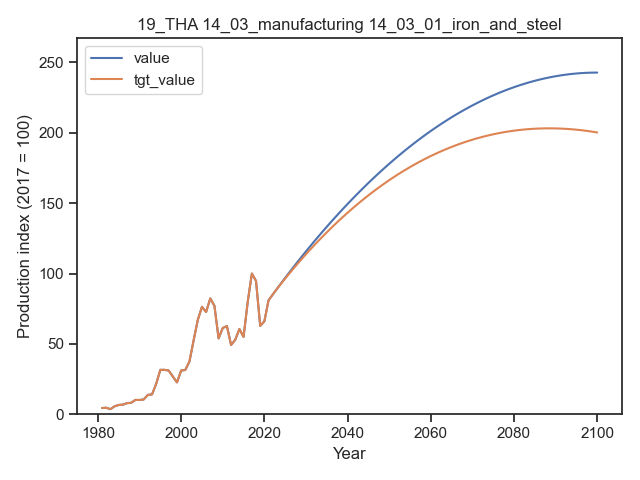 19_THA 14_03_manufacturing 14_03_01_iron_and_steel
value
tgt_value
Production index (2017 = 100)
250
200
150
100
50
0
1980
2000
2020
2040
2060
2080
2100
Year